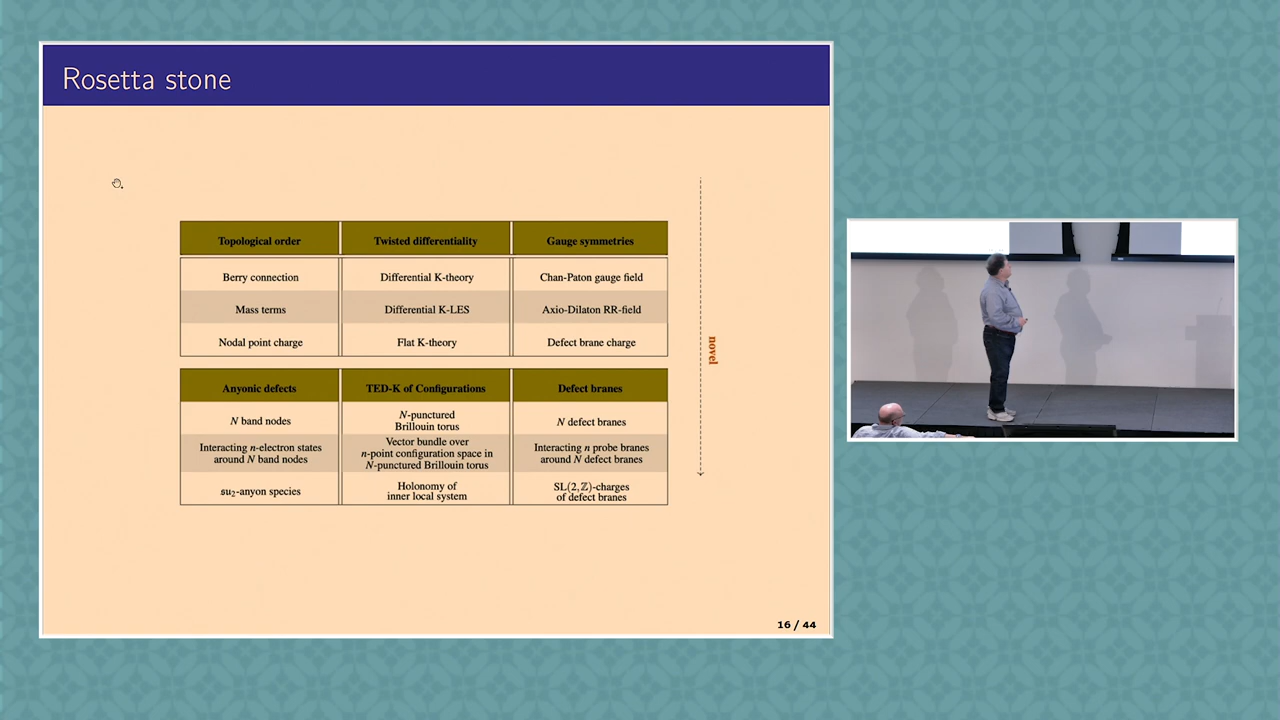 Rosetta stone
Topological order Twisted differentiality Gauge symmetries
Berry connection Differential K-theory Chan-Paton gauge field
Mass terms Differential K-LES Axio-Dilaton RR-field
Nodal point charge Flat K-theory Defect brane charge
novel
Anyonic defects TED-K of Configurations Defect branes
N band nodes
N-punctured
Brillouin torus
N defect branes
Interacting n-electron states
around N band nodes
Vector bundle over
n-point configuration space in
N-punctured Brillouin torus
Interacting n probe branes
around N defect branes
𝔰𝔲₂-anyon species
Holonomy of
inner local system
SL(2,ℤ)-charges
of defect branes
16 / 44